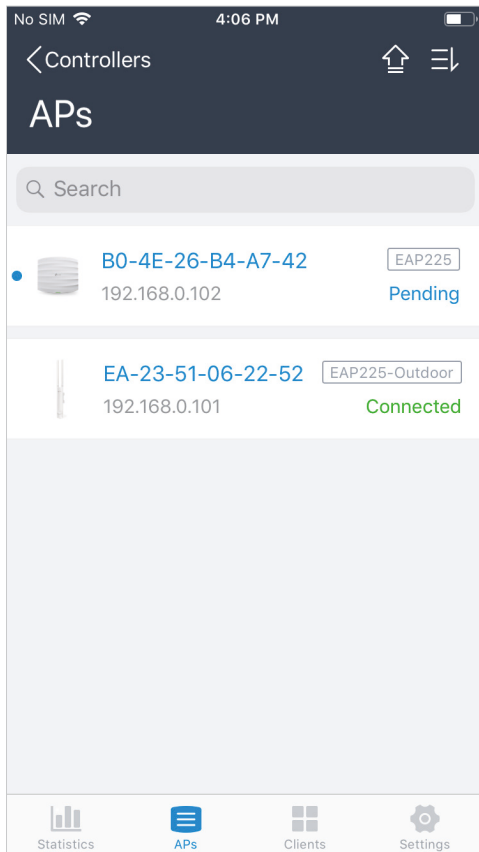 No SIM 4:06 PM
Controllers
APs
Search
B0-4E-26-B4-A7-42 EAP225
192.168.0.102 Pending
EA-23-51-06-22-52 EAP225-Outdoor
192.168.0.101 Connected
Statistics APs Clients Settings